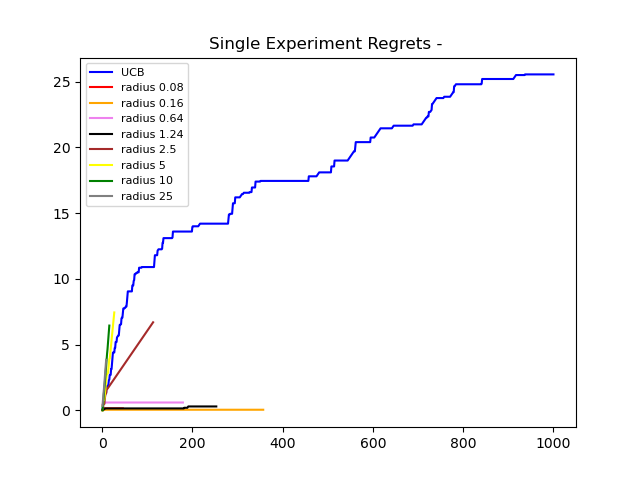 Single Experiment Regrets -
UCB
radius 0.08
radius 0.16
radius 0.64
radius 1.24
radius 2.5
radius 5
radius 10
radius 25
25
20
15
10
5
0
0 200 400 600 800 1000